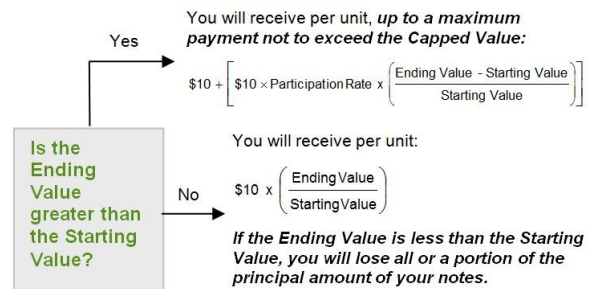 You will receive per unit, up to a maximum
payment not to exceed the Capped Value:
Yes
$10 + [ $10 × Participation Rate x ( Ending Value - Starting Value / Starting Value ) ]
Is the
Ending
Value
greater than
the Starting
Value?
No
You will receive per unit:
$10 x ( Ending Value / Starting Value )
If the Ending Value is less than the Starting
Value, you will lose all or a portion of the
principal amount of your notes.